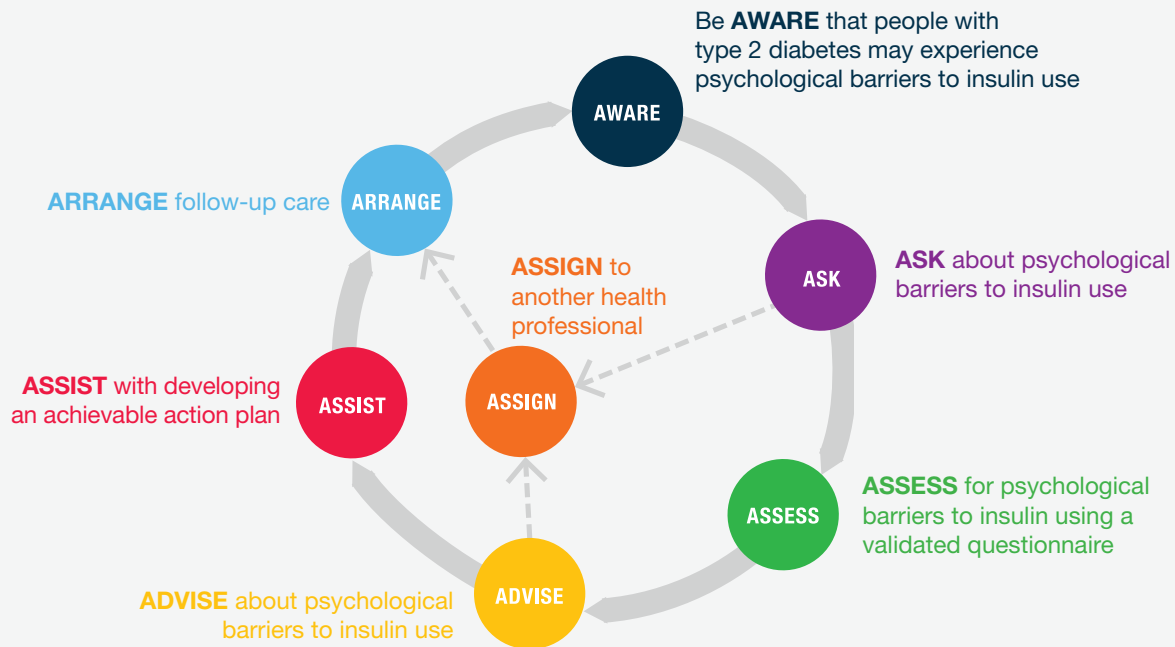 Be AWARE that people with
type 2 diabetes may experience
psychological barriers to insulin use
AWARE
ARRANGE
ARRANGE follow-up care
ASK
ASK about psychological
barriers to insulin use
ASSIGN to
another health
professional
ASSIST with developing
an achievable action plan
ASSIST
ASSIGN
ASSESS
ASSESS for psychological
barriers to insulin using a
validated questionnaire
ADVISE
ADVISE about psychological
barriers to insulin use